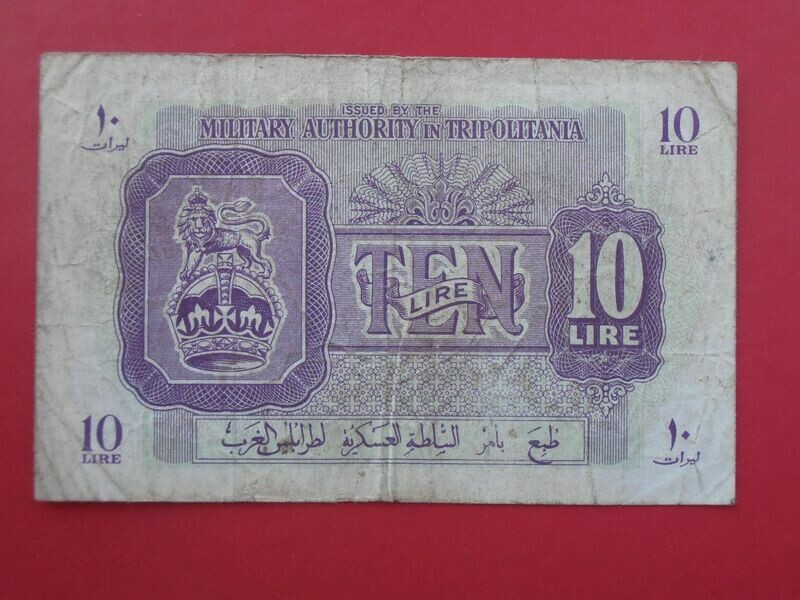 ISSUED BY THE
MILITARY AUTHORITY IN TRIPOLITANIA
١٠
ليرات
10
LIRE
TEN
LIRE
10
LIRE
10
LIRE
طبع بأمر السلطة العسكرية لطرابلس الغرب
١٠
ليرات